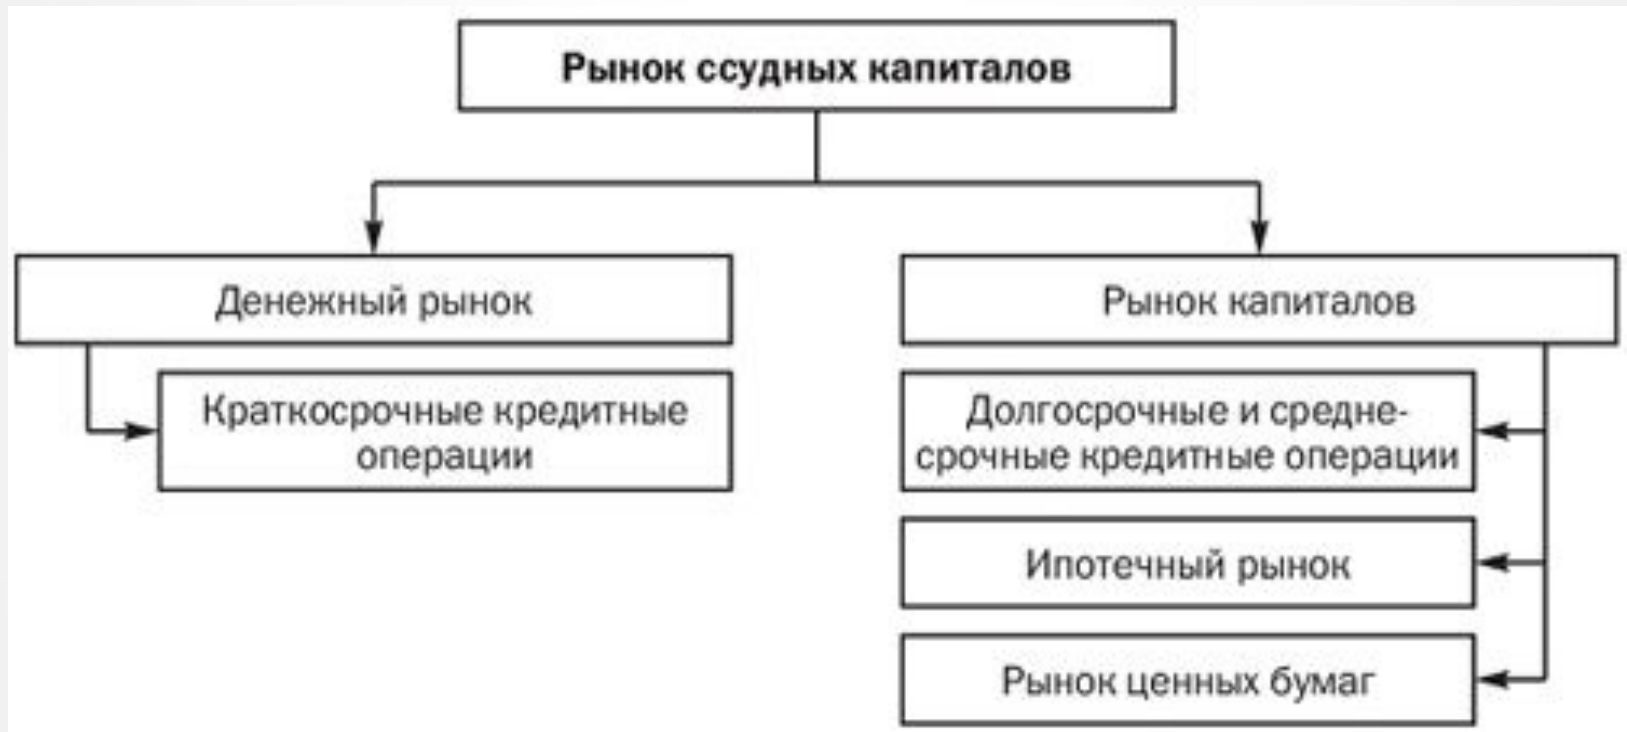 Рынок ссудных капиталов
Денежный рынок
Рынок капиталов
Краткосрочные кредитные
операции
Долгосрочные и средне-
срочные кредитные операции
Ипотечный рынок
Рынок ценных бумаг